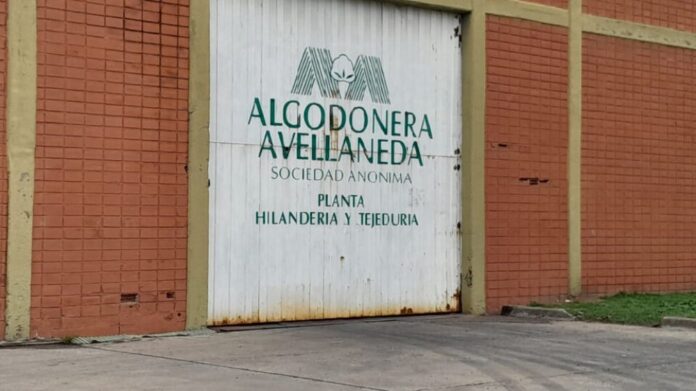 ALGODONERA
AVELLANEDA
SOCIEDAD ANONIMA
PLANTA
HILANDERIA Y TEJEDURIA